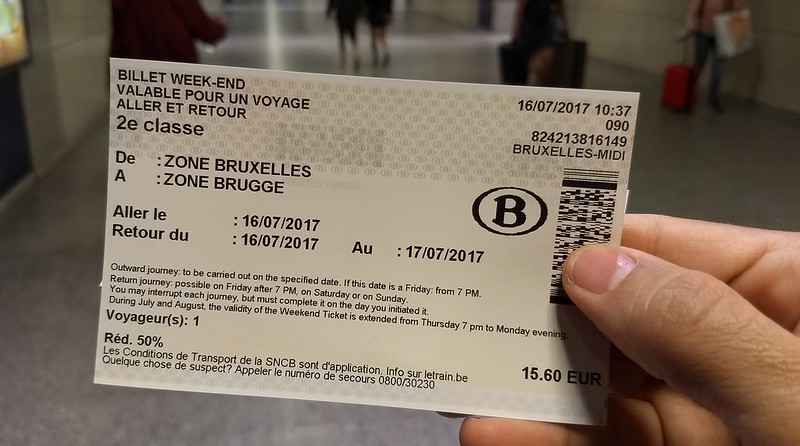 BILLET WEEK-END
VALABLE POUR UN VOYAGE
ALLER ET RETOUR
2e classe
16/07/2017 10:37
090
824213816149
BRUXELLES-MIDI
De : ZONE BRUXELLES
A : ZONE BRUGGE
B
Aller le : 16/07/2017
Retour du : 16/07/2017 Au : 17/07/2017
Outward journey: to be carried out on the specified date. If this date is a Friday: from 7 PM.
Return journey: possible on Friday after 7 PM, on Saturday or on Sunday.
You may interrupt each journey, but must complete it on the day you initiated it.
During July and August, the validity of the Weekend Ticket is extended from Thursday 7 pm to Monday evening.
Voyageur(s): 1
Réd. 50%
Les Conditions de Transport de la SNCB sont d'application. Info sur letrain.be
Quelque chose de suspect? Appeler le numéro de secours 0800/30230
15.60 EUR